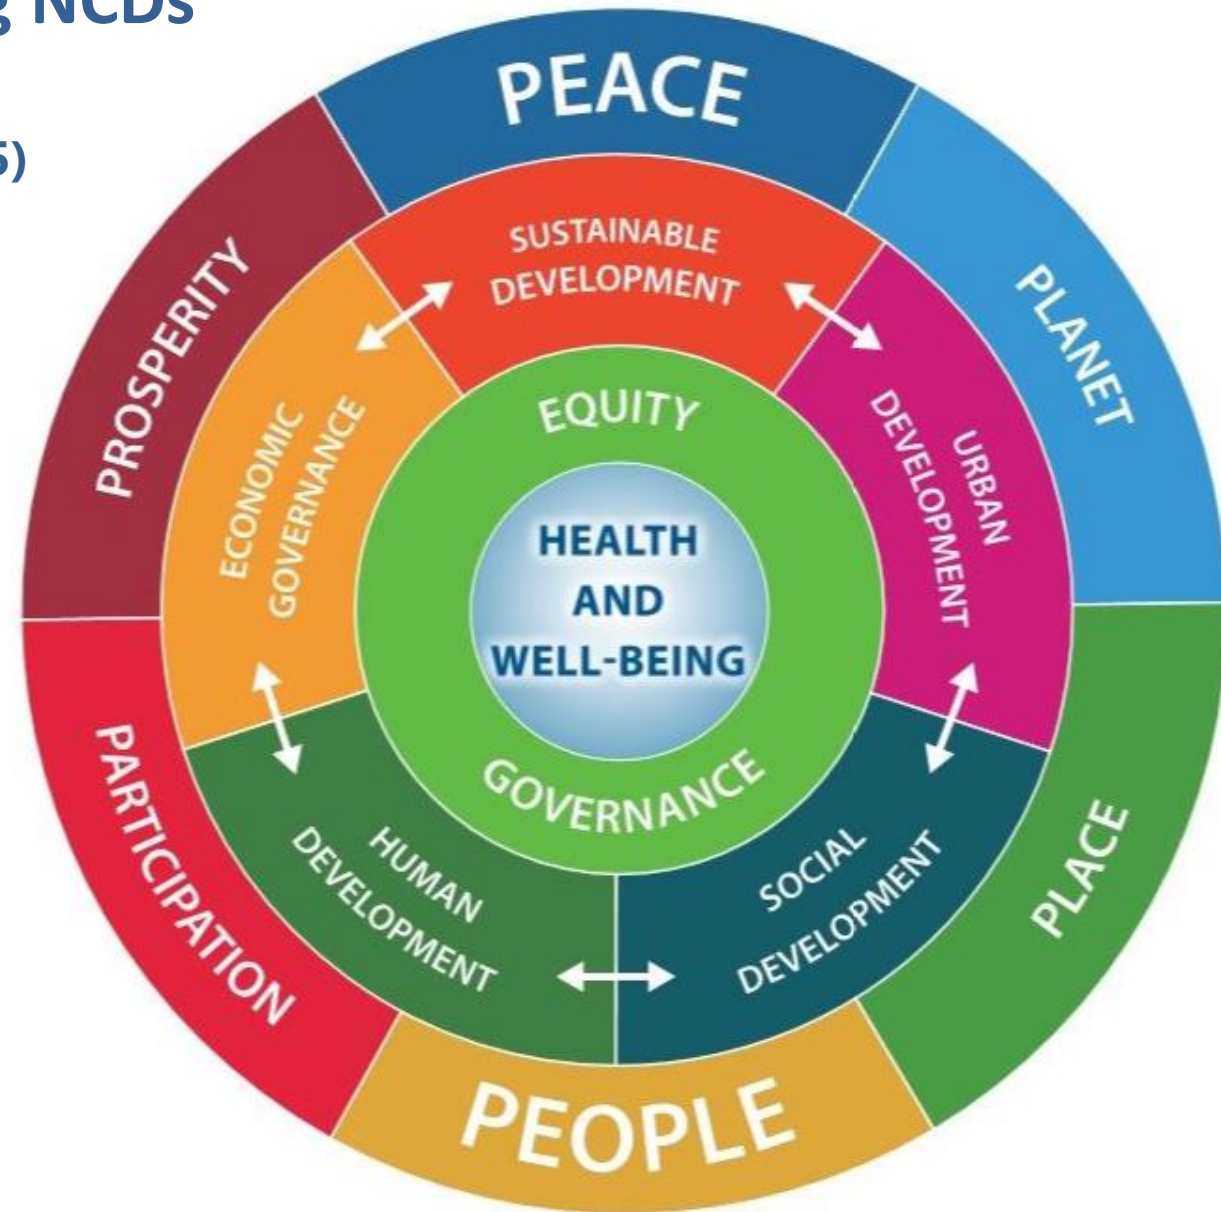 g NCDs
5)
PEACE
PLANET
PLACE
PEOPLE
PARTICIPATION
PROSPERITY
SUSTAINABLE
DEVELOPMENT
URBAN
DEVELOPMENT
SOCIAL
DEVELOPMENT
HUMAN
DEVELOPMENT
ECONOMIC
GOVERNANCE
EQUITY
GOVERNANCE
HEALTH
AND
WELL-BEING